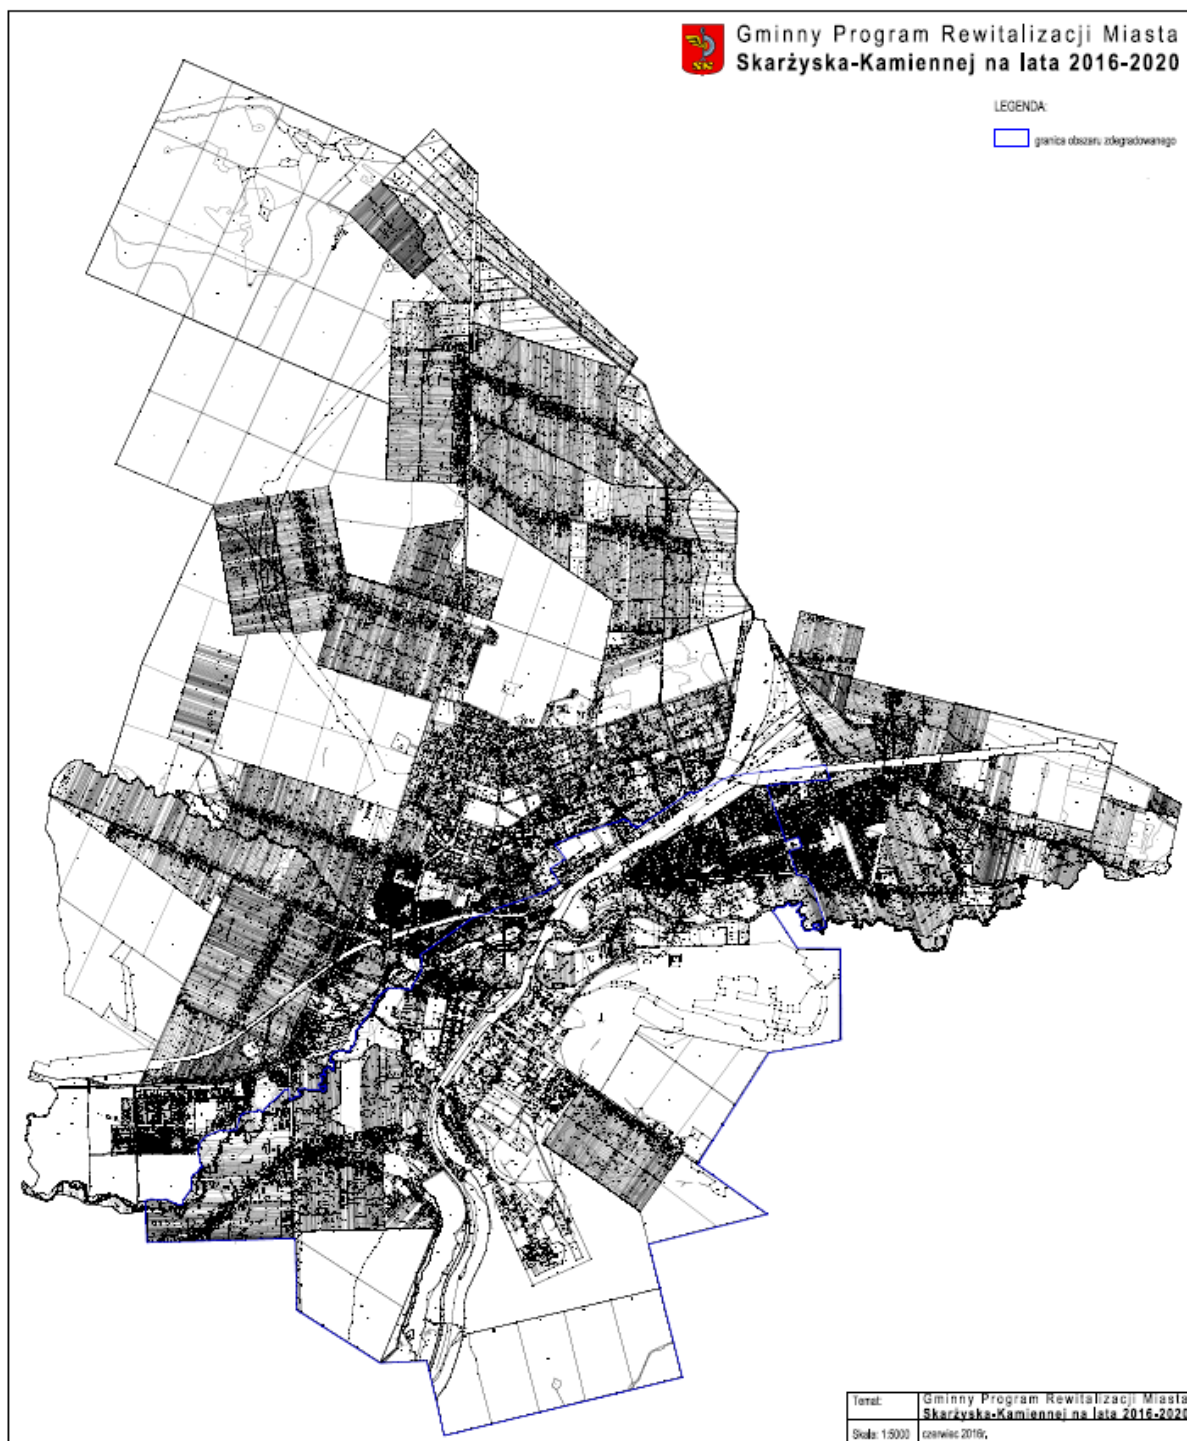 Gminny Program Rewitalizacji Miasta
Skarżyska-Kamiennej na lata 2016-2020
LEGENDA:
granica obszaru zdegradowanego
Temat: Gminny Program Rewitalizacji Miasta
Skarżyska-Kamiennej na lata 2016-2020
Skala: 1:5000 czerwiec 2016r.